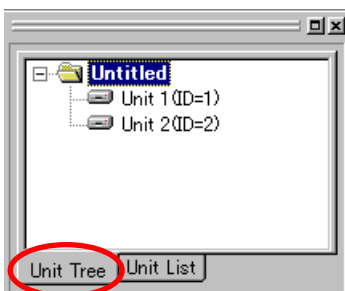 Untitled
Unit 1(ID=1)
Unit 2(ID=2)
Unit Tree Unit List